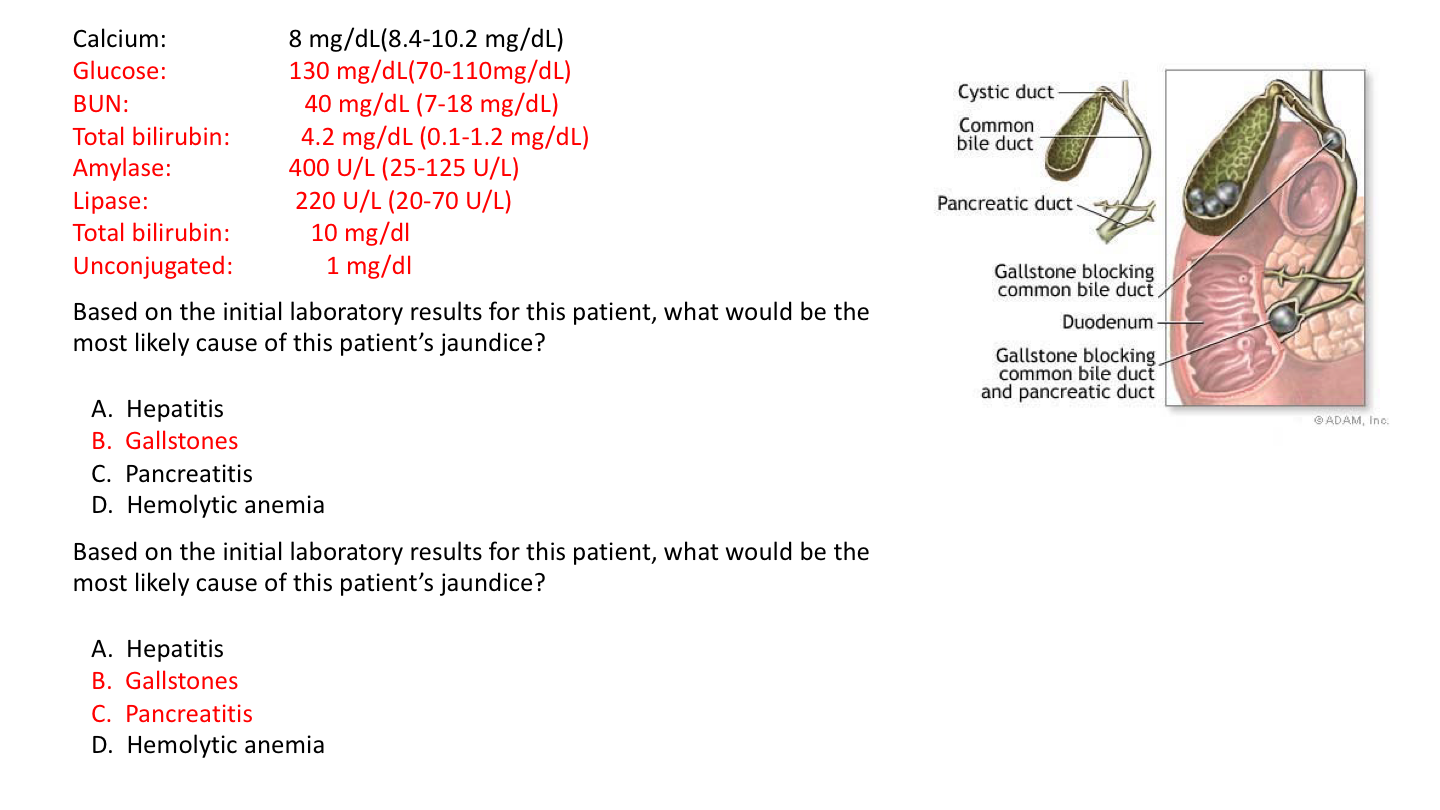 Calcium: 8 mg/dL(8.4-10.2 mg/dL)
Glucose: 130 mg/dL(70-110mg/dL)
BUN: 40 mg/dL (7-18 mg/dL)
Total bilirubin: 4.2 mg/dL (0.1-1.2 mg/dL)
Amylase: 400 U/L (25-125 U/L)
Lipase: 220 U/L (20-70 U/L)
Total bilirubin: 10 mg/dl
Unconjugated: 1 mg/dl
Based on the initial laboratory results for this patient, what would be the
most likely cause of this patient’s jaundice?
A. Hepatitis
B. Gallstones
C. Pancreatitis
D. Hemolytic anemia
Based on the initial laboratory results for this patient, what would be the
most likely cause of this patient’s jaundice?
A. Hepatitis
B. Gallstones
C. Pancreatitis
D. Hemolytic anemia
Cystic duct
Common
bile duct
Pancreatic duct
Gallstone blocking
common bile duct
Duodenum
Gallstone blocking
common bile duct
and pancreatic duct
©ADAM, Inc.